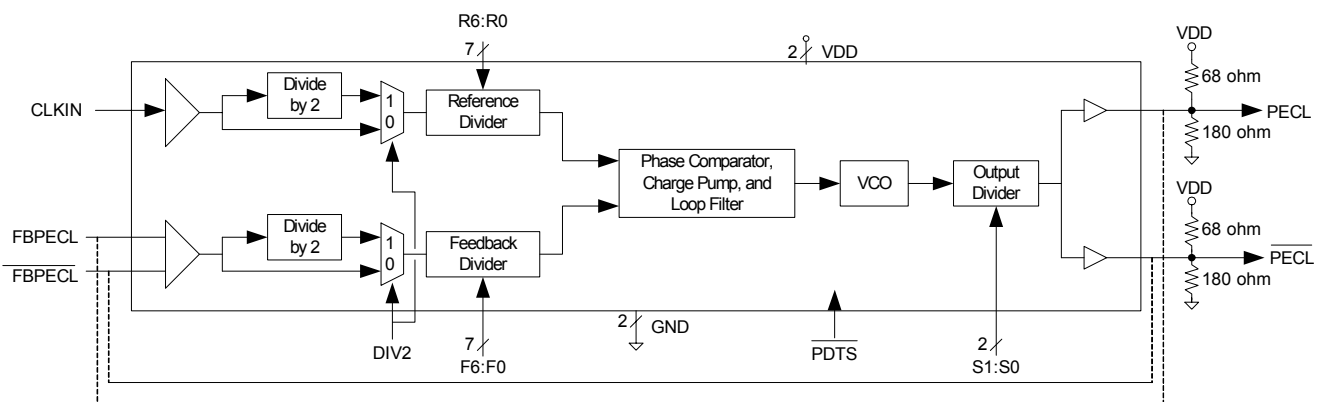 R6:R0
7
2
VDD
VDD
68 ohm
180 ohm
PECL
CLKIN
Divide
by 2
1
0
Reference
Divider
Phase Comparator,
Charge Pump, and
Loop Filter
VCO
Output
Divider
VDD
68 ohm
180 ohm
PECL
FBPECL
FBPECL
Divide
by 2
1
0
Feedback
Divider
DIV2
7
F6:F0
2
GND
PDTS
2
S1:S0